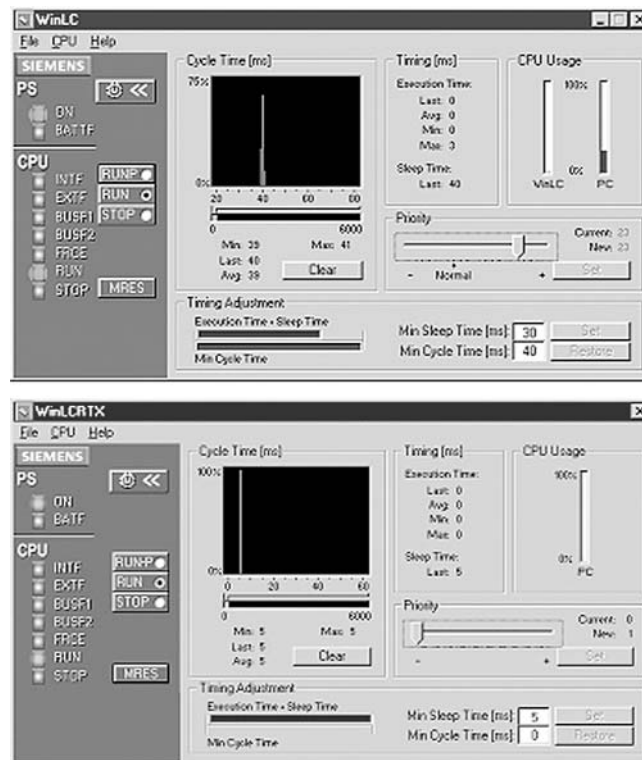 WinLC
File CPU Help
SIEMENS
PS
ON
BATTF
CPU
INTF
EXTF
BUSF1
BUSF2
FRCE
RUN
STOP
RUNP
RUN
STOP
MRES
Cycle Time [ms]
75%
0%
20 40 60 80
0 6000
Min: 39 Max: 41
Last: 40
Avg: 39
Clear
Timing [ms]
Execution Time:
Last: 0
Avg: 0
Min: 0
Max: 3
Sleep Time:
Last: 40
CPU Usage
100%
0%
WinLC PC
Priority
Current: 23
New: 23
- Normal +
Set
Timing Adjustment
Execution Time + Sleep Time
Min Cycle Time
Min Sleep Time [ms]: 30 Set
Min Cycle Time [ms]: 40 Restore
WinLCRTX
File CPU Help
SIEMENS
PS
ON
BATF
CPU
INTF
EXTF
BUSF1
BUSF2
FRCE
RUN
STOP
RUN-P
RUN
STOP
MRES
Cycle Time [ms]
100%
0%
0 20 40 60
0 6000
Min: 5 Max: 5
Last: 5
Avg: 5
Clear
Timing [ms]
Execution Time:
Last: 0
Avg: 0
Min: 0
Max: 0
Sleep Time:
Last: 5
CPU Usage
100%
0%
PC
Priority
Current: 0
New: 1
- +
Set
Timing Adjustment
Execution Time + Sleep Time
Min Cycle Time
Min Sleep Time [ms]: 5 Set
Min Cycle Time [ms]: 0 Restore